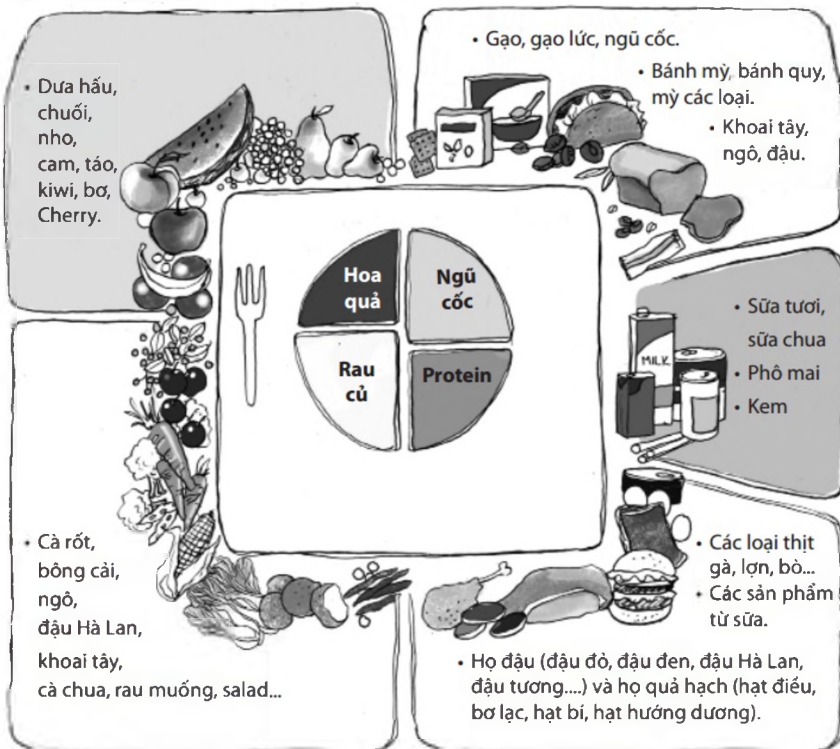 • Dưa hấu,
chuối,
nho,
cam, táo,
kiwi, bơ,
Cherry.
• Gạo, gạo lức, ngũ cốc.
• Bánh mỳ, bánh quy,
mỳ các loại.
• Khoai tây,
ngô, đậu.
Hoa
quả
Ngũ
cốc
Rau
củ
Protein
MILK
• Sữa tươi,
sữa chua
• Phô mai
• Kem
• Cà rốt,
bông cải,
ngô,
đậu Hà Lan,
khoai tây,
cà chua, rau muống, salad...
• Các loại thịt
gà, lợn, bò...
• Các sản phẩm
từ sữa.
• Họ đậu (đậu đỏ, đậu đen, đậu Hà Lan,
đậu tương....) và họ quả hạch (hạt điều,
bơ lạc, hạt bí, hạt hướng dương).